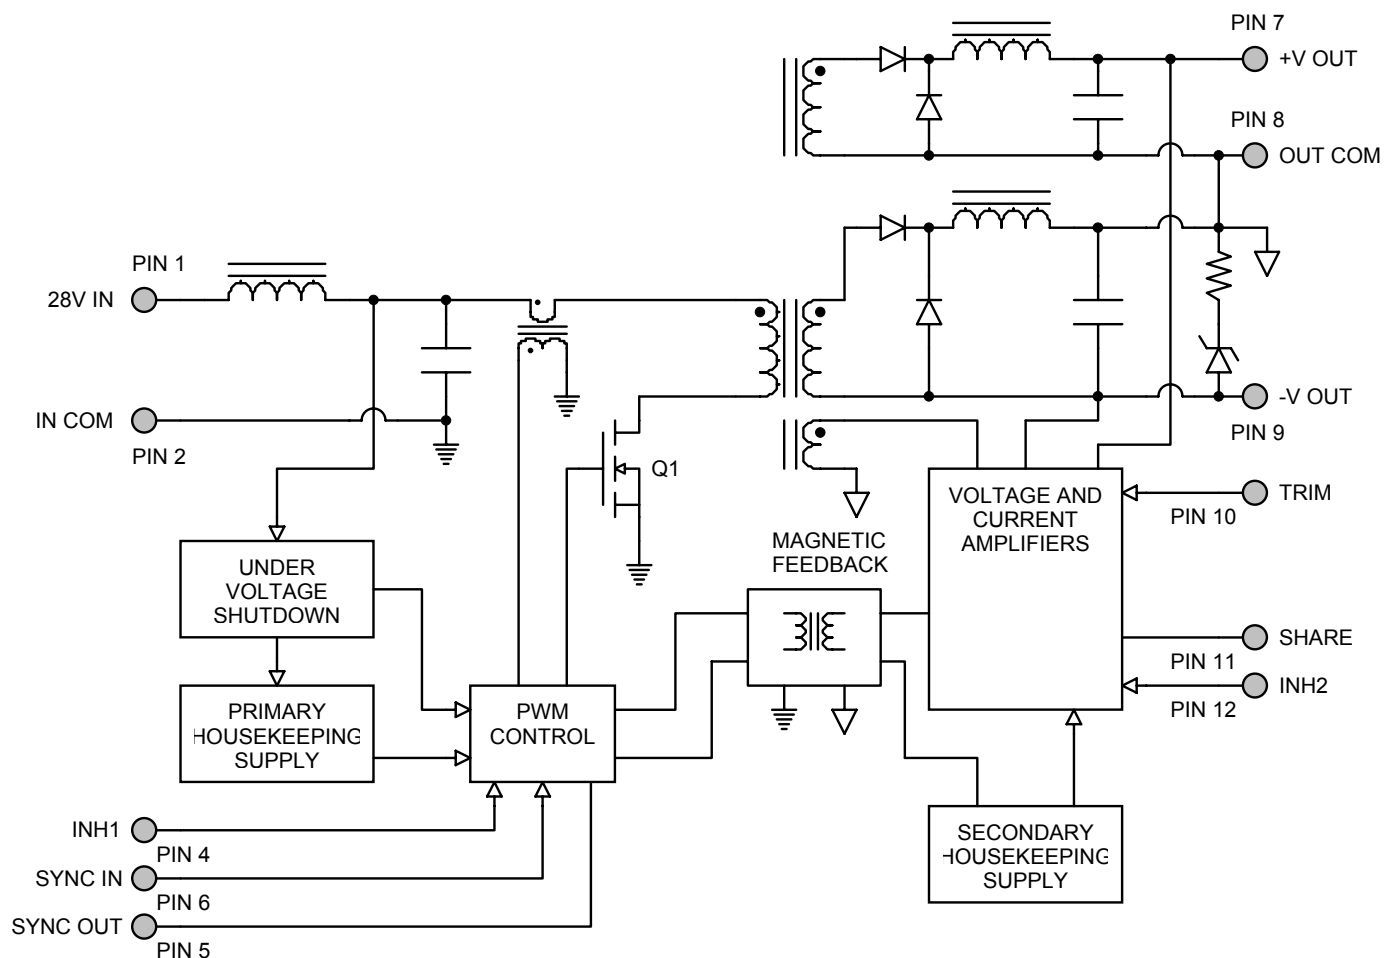 PIN 7
+V OUT
PIN 8
OUT COM
PIN 1
28V IN
IN COM
PIN 2
-V OUT
PIN 9
Q1
VOLTAGE AND
CURRENT
AMPLIFIERS
TRIM
PIN 10
MAGNETIC
FEEDBACK
UNDER
VOLTAGE
SHUTDOWN
SHARE
PIN 11
INH2
PIN 12
PRIMARY
HOUSEKEEPING
SUPPLY
PWM
CONTROL
INH1
PIN 4
SYNC IN
PIN 6
SYNC OUT
PIN 5
SECONDARY
HOUSEKEEPING
SUPPLY